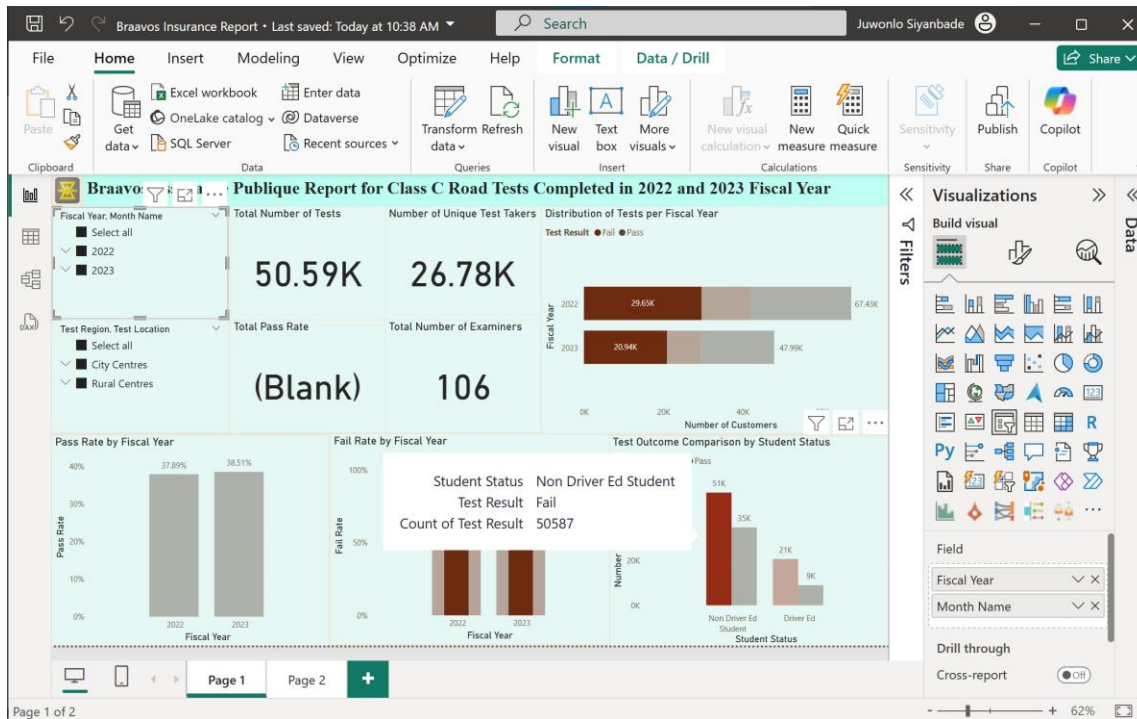 Braavos Insurance Report • Last saved: Today at 10:38 AM
Search
Juwonlo Siyanbade
File Home Insert Modeling View Optimize Help Format Data / Drill
Share
Paste
Clipboard
Get data
Excel workbook
OneLake catalog
SQL Server
Enter data
Dataverse
Recent sources
Data
Transform data
Refresh
Queries
New visual
Text box
More visuals
Insert
New visual calculation
New measure
Quick measure
Calculations
Sensitivity
Sensitivity
Publish
Share
Copilot
Copilot
Braavos Publique Report for Class C Road Tests Completed in 2022 and 2023 Fiscal Year
Fiscal Year, Month Name
Select all
2022
2023
Test Region, Test Location
Select all
City Centres
Rural Centres
Total Number of Tests
50.59K
Number of Unique Test Takers
26.78K
Total Pass Rate
(Blank)
Total Number of Examiners
106
Distribution of Tests per Fiscal Year
Test Result Fail Pass
Fiscal Year
2022 29.65K 67.43K
2023 20.94K 47.99K
0K 20K 40K
Number of Customers
Pass Rate by Fiscal Year
Pass Rate
40%
30%
20%
10%
0%
37.89% 38.51%
2022 2023
Fiscal Year
Fail Rate by Fiscal Year
Fail Rate
100%
50%
0%
2022 2023
Fiscal Year
Test Outcome Comparison by Student Status
Pass
Student Status Non Driver Ed Student
Test Result Fail
Count of Test Result 50587
Number
20K
0K
51K
35K
21K
9K
Non Driver Ed Student
Driver Ed
Student Status
Filters
Visualizations
Build visual
123
R
Py
Field
Fiscal Year
Month Name
Drill through
Cross-report
Off
Data
DAX
Page 1
Page 2
Page 1 of 2
62%